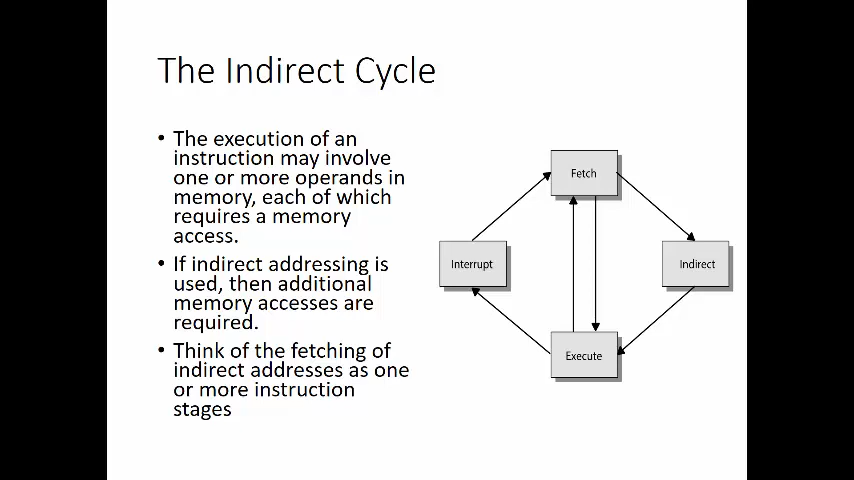 The Indirect Cycle
• The execution of an
instruction may involve
one or more operands in
memory, each of which
requires a memory
access.
• If indirect addressing is
used, then additional
memory accesses are
required.
• Think of the fetching of
indirect addresses as one
or more instruction
stages
Fetch
Interrupt
Indirect
Execute